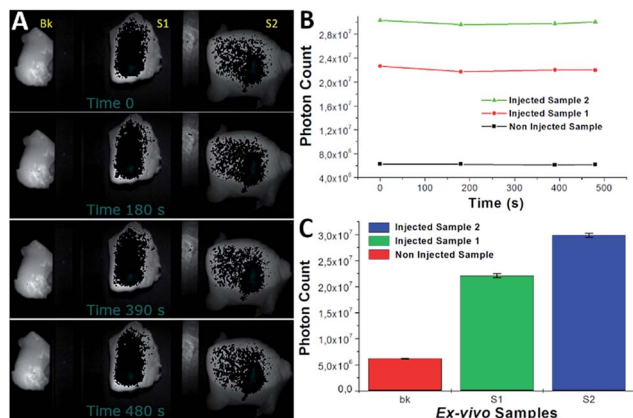 A
Bk
S1
S2
Time 0
Time 180 s
Time 390 s
Time 480 s
B
Photon Count
2,8x10⁷
2,4x10⁷
2,0x10⁷
1,6x10⁷
1,2x10⁷
8,0x10⁶
4,0x10⁶
Injected Sample 2
Injected Sample 1
Non Injected Sample
0
100
200
300
400
500
Time (s)
C
Photon Count
3,0x10⁷
2,5x10⁷
2,0x10⁷
1,5x10⁷
1,0x10⁷
5,0x10⁶
0,0
Injected Sample 2
Injected Sample 1
Non Injected Sample
bk
S1
S2
Ex-vivo Samples